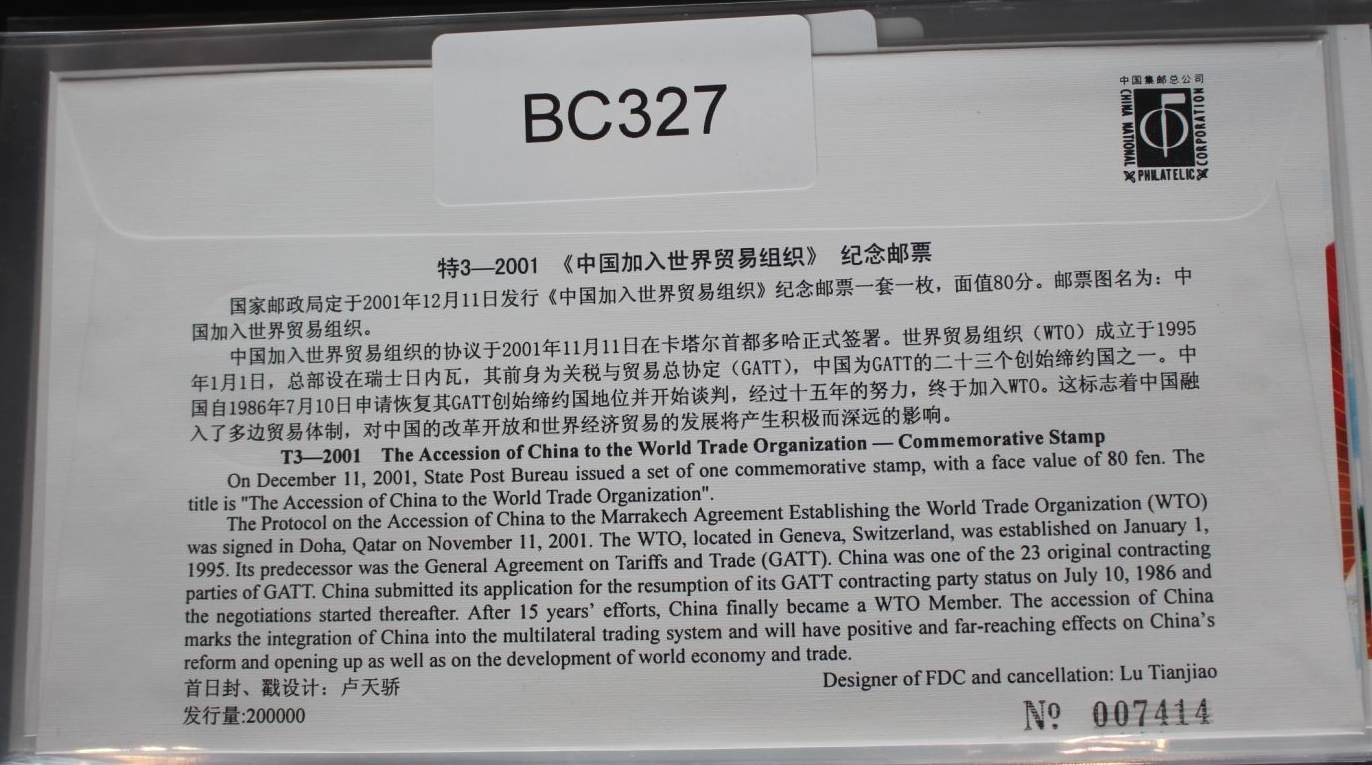 BC327
中国集邮总公司
CHINA NATIONAL
PHILATELIC
CORPORATION
特3—2001 《中国加入世界贸易组织》 纪念邮票
国家邮政局定于2001年12月11日发行《中国加入世界贸易组织》纪念邮票一套一枚，面值80分。邮票图名为：中
国加入世界贸易组织。
中国加入世界贸易组织的协议于2001年11月11日在卡塔尔首都多哈正式签署。世界贸易组织（WTO）成立于1995
年1月1日，总部设在瑞士日内瓦，其前身为关税与贸易总协定（GATT），中国为GATT的二十三个创始缔约国之一。中
国自1986年7月10日申请恢复其GATT创始缔约国地位并开始谈判，经过十五年的努力，终于加入WTO。这标志着中国融
入了多边贸易体制，对中国的改革开放和世界经济贸易的发展将产生积极而深远的影响。
T3—2001 The Accession of China to the World Trade Organization — Commemorative Stamp
On December 11, 2001, State Post Bureau issued a set of one commemorative stamp, with a face value of 80 fen. The
title is "The Accession of China to the World Trade Organization".
The Protocol on the Accession of China to the Marrakech Agreement Establishing the World Trade Organization (WTO)
was signed in Doha, Qatar on November 11, 2001. The WTO, located in Geneva, Switzerland, was established on January 1,
1995. Its predecessor was the General Agreement on Tariffs and Trade (GATT). China was one of the 23 original contracting
parties of GATT. China submitted its application for the resumption of its GATT contracting party status on July 10, 1986 and
the negotiations started thereafter. After 15 years’ efforts, China finally became a WTO Member. The accession of China
marks the integration of China into the multilateral trading system and will have positive and far-reaching effects on China’s
reform and opening up as well as on the development of world economy and trade.
首日封、戳设计：卢天骄
Designer of FDC and cancellation: Lu Tianjiao
发行量:200000
№ 007414